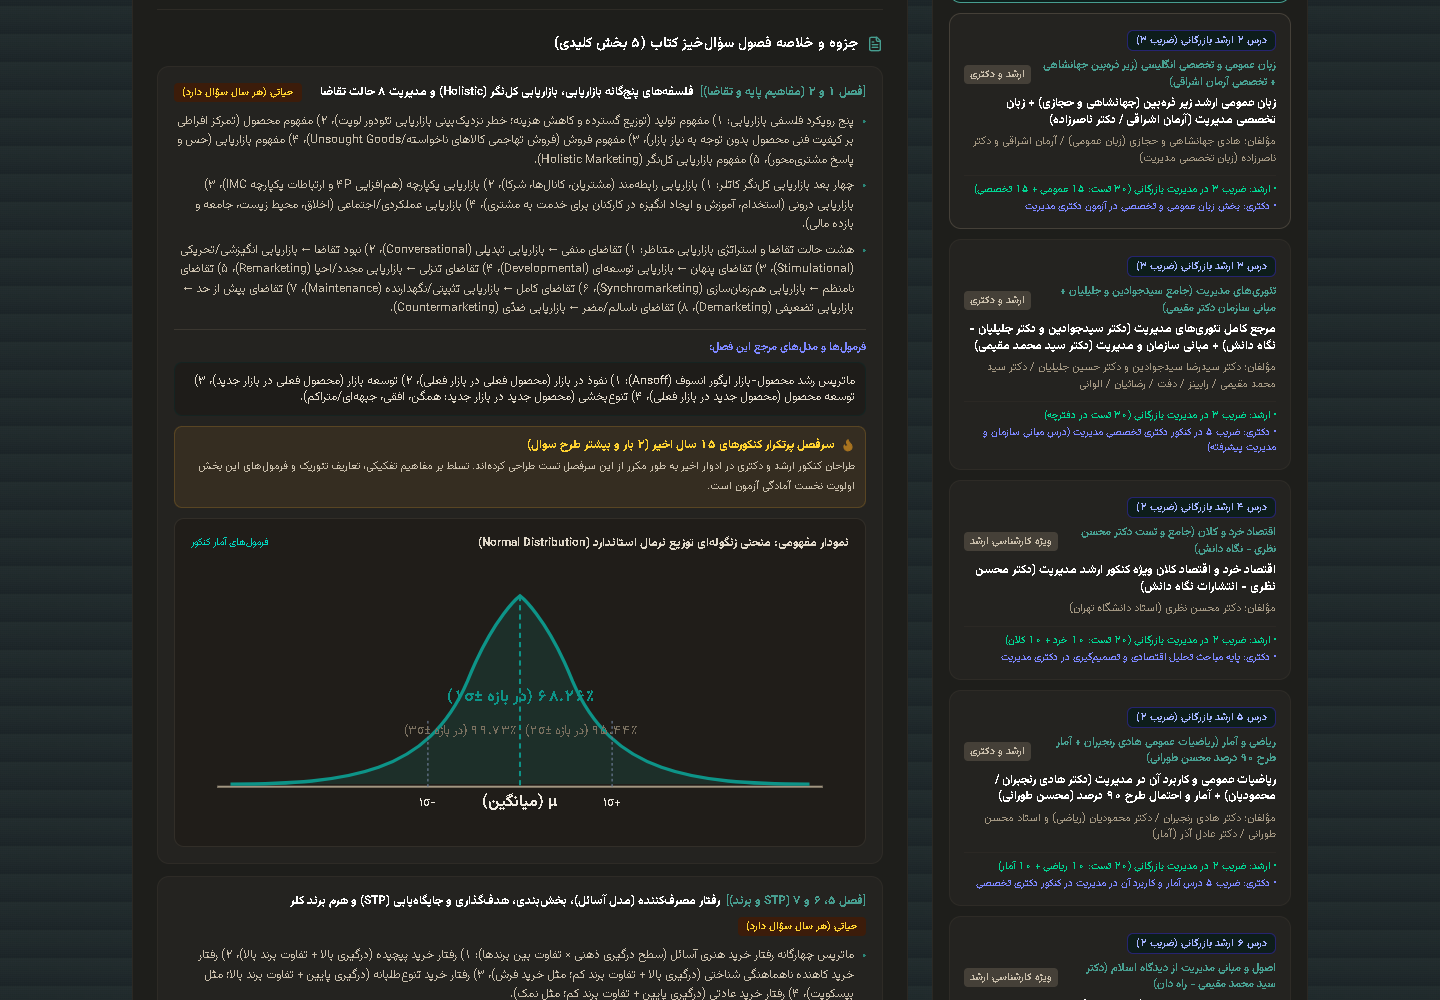 درس ۲ ارشد بازرگانی (ضریب ۳)
زبان عمومی و تخصصی انگلیسی (زیر ذره‌بین جهانشاهی
+ تخصصی آرمان اشراقی)
ارشد و دکتری
زبان عمومی ارشد زیر ذره‌بین (جهانشاهی و حجازی) + زبان
تخصصی مدیریت (آرمان اشراقی / دکتر ناصرزاده)
مؤلفان: هادی جهانشاهی و حجازی (زبان عمومی) / آرمان اشراقی و دکتر
ناصرزاده (زبان تخصصی مدیریت)
• ارشد: ضریب ۳ در مدیریت بازرگانی (۳۰ تست: ۱۵ عمومی + ۱۵ تخصصی)
• دکتری: بخش زبان عمومی و تخصصی در آزمون دکتری مدیریت
درس ۳ ارشد بازرگانی (ضریب ۳)
تئوری‌های مدیریت (جامع سیدجوادین و جلیلیان +
مبانی سازمان دکتر مقیمی)
ارشد و دکتری
مرجع کامل تئوری‌های مدیریت (دکتر سیدجوادین و دکتر جلیلیان -
نگاه دانش) + مبانی سازمان و مدیریت (دکتر سید محمد مقیمی)
مؤلفان: دکتر سیدرضا سیدجوادین و دکتر حسین جلیلیان / دکتر سید
محمد مقیمی / رابینز / دفت / رضائیان / الوانی
• ارشد: ضریب ۳ در مدیریت بازرگانی (۳۰ تست در دفترچه)
• دکتری: ضریب ۵ در کنکور دکتری تخصصی مدیریت (درس مبانی سازمان و
مدیریت پیشرفته)
درس ۴ ارشد بازرگانی (ضریب ۲)
اقتصاد خرد و کلان (جامع و تست دکتر محسن
نظری - نگاه دانش)
ویژه کارشناسی ارشد
اقتصاد خرد و اقتصاد کلان ویژه کنکور ارشد مدیریت (دکتر محسن
نظری - انتشارات نگاه دانش)
مؤلفان: دکتر محسن نظری (استاد دانشگاه تهران)
• ارشد: ضریب ۲ در مدیریت بازرگانی (۲۰ تست: ۱۰ خرد + ۱۰ کلان)
• دکتری: پایه مباحث تحلیل اقتصادی و تصمیم‌گیری در دکتری مدیریت
درس ۵ ارشد بازرگانی (ضریب ۲)
ریاضی و آمار (ریاضیات عمومی هادی رنجبران + آمار
طرح ۹۰ درصد محسن طورانی)
ارشد و دکتری
ریاضیات عمومی و کاربرد آن در مدیریت (دکتر هادی رنجبران /
محمودیان) + آمار و احتمال طرح ۹۰ درصد (محسن طورانی)
مؤلفان: دکتر هادی رنجبران / دکتر محمودیان (ریاضی) و استاد محسن
طورانی / دکتر عادل آذر (آمار)
• ارشد: ضریب ۲ در مدیریت بازرگانی (۲۰ تست: ۱۰ ریاضی + ۱۰ آمار)
• دکتری: ضریب ۵ درس آمار و کاربرد آن در مدیریت در کنکور دکتری تخصصی
درس ۶ ارشد بازرگانی (ضریب ۲)
اصول و مبانی مدیریت از دیدگاه اسلام (دکتر
سید محمد مقیمی - راه دان)
ویژه کارشناسی ارشد
جزوه و خلاصه فصول سؤال‌خیز کتاب (۵ بخش کلیدی)
[فصل ۱ و ۲ (مفاهیم پایه و تقاضا)] فلسفه‌های پنج‌گانه بازاریابی، بازاریابی کل‌نگر (Holistic) و مدیریت ۸ حالت تقاضا
حیاتی (هر سال سؤال دارد)
• پنج رویکرد فلسفی بازاریابی: ۱) مفهوم تولید (توزیع گسترده و کاهش هزینه؛ خطر نزدیک‌بینی بازاریابی تئودور لویت)، ۲) مفهوم محصول (تمرکز افراطی
بر کیفیت فنی محصول بدون توجه به نیاز بازار)، ۳) مفهوم فروش (فروش تهاجمی کالاهای ناخواسته/Unsought Goods)، ۴) مفهوم بازاریابی (حس و
پاسخ مشتری‌محور)، ۵) مفهوم بازاریابی کل‌نگر (Holistic Marketing).
• چهار بعد بازاریابی کل‌نگر کاتلر: ۱) بازاریابی رابطه‌مند (مشتریان، کانال‌ها، شرکا)، ۲) بازاریابی یکپارچه (هم‌افزایی ۴P و ارتباطات یکپارچه IMC)، ۳)
بازاریابی درونی (استخدام، آموزش و ایجاد انگیزه در کارکنان برای خدمت به مشتری)، ۴) بازاریابی عملکردی/اجتماعی (اخلاق، محیط زیست، جامعه و
بازده مالی).
• هشت حالت تقاضا و استراتژی بازاریابی متناظر: ۱) تقاضای منفی ← بازاریابی تبدیلی (Conversational)، ۲) نبود تقاضا ← بازاریابی انگیزشی/تحریکی
(Stimulational)، ۳) تقاضای پنهان ← بازاریابی توسعه‌ای (Developmental)، ۴) تقاضای تنزلی ← بازاریابی مجدد/احیا (Remarketing)، ۵) تقاضای
نامنظم ← بازاریابی هم‌زمان‌سازی (Synchromarketing)، ۶) تقاضای کامل ← بازاریابی تثبیتی/نگهدارنده (Maintenance)، ۷) تقاضای بیش از حد ←
بازاریابی تضعیفی (Demarketing)، ۸) تقاضای ناسالم/مضر ← بازاریابی ضدّی (Countermarketing).
فرمول‌ها و مدل‌های مرجع این فصل:
ماتریس رشد محصول-بازار ایگور انسوف (Ansoff): ۱) نفوذ در بازار (محصول فعلی در بازار فعلی)، ۲) توسعه بازار (محصول فعلی در بازار جدید)، ۳)
توسعه محصول (محصول جدید در بازار فعلی)، ۴) تنوع‌بخشی (محصول جدید در بازار جدید: همگن، افقی، جبهه‌ای/متراکم).
سرفصل پرتکرار کنکورهای ۱۵ سال اخیر (۲ بار و بیشتر طرح سوال)
طراحان کنکور ارشد و دکتری در ادوار اخیر به طور مکرر از این سرفصل تست طراحی کرده‌اند. تسلط بر مفاهیم تفکیکی، تعاریف تئوریک و فرمول‌های این بخش
اولویت نخست آمادگی آزمون است.
نمودار مفهومی: منحنی زنگوله‌ای توزیع نرمال استاندارد (Normal Distribution)
فرمول‌های آمار کنکور
۶۸.۲۶٪ (در بازه ±۱σ)
۹۵.۴۴٪ (در بازه ±۲σ)
۹۹.۷۳٪ (در بازه ±۳σ)
-۱σ
μ (میانگین)
+۱σ
[فصل ۵، ۶ و ۷ (STP و برند)] رفتار مصرف‌کننده (مدل آسائل)، بخش‌بندی، هدف‌گذاری و جایگاه‌یابی (STP) و هرم برند کلر
حیاتی (هر سال سؤال دارد)
• ماتریس چهارگانه رفتار خرید هنری آسائل (سطح درگیری ذهنی × تفاوت بین برندها): ۱) رفتار خرید پیچیده (درگیری بالا + تفاوت برند بالا)، ۲) رفتار
خرید کاهنده ناهماهنگی شناختی (درگیری بالا + تفاوت برند کم؛ مثل خرید فرش)، ۳) رفتار خرید تنوع‌طلبانه (درگیری پایین + تفاوت برند بالا؛ مثل
بیسکویت)، ۴) رفتار خرید عادتی (درگیری پایین + تفاوت برند کم؛ مثل نمک).